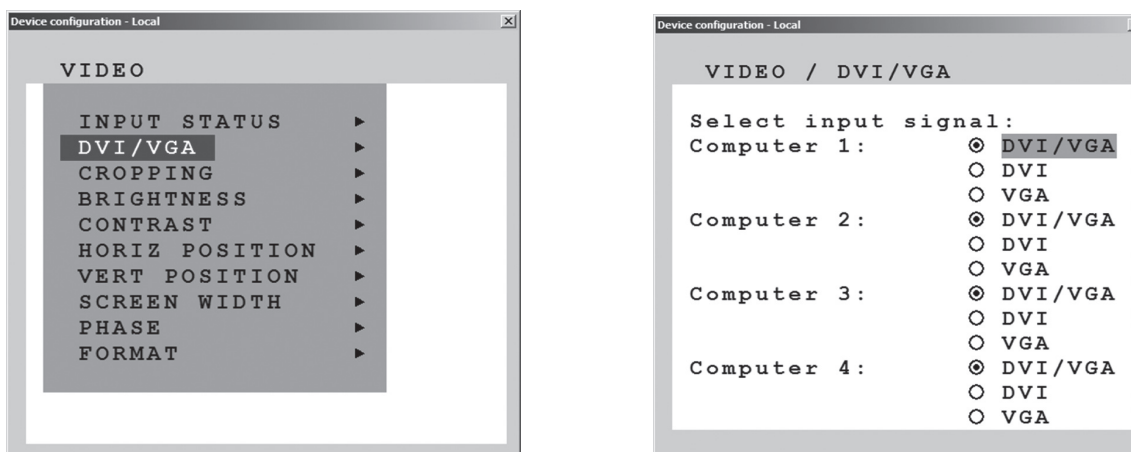 Device configuration - Local
VIDEO
INPUT STATUS
DVI/VGA
CROPPING
BRIGHTNESS
CONTRAST
HORIZ POSITION
VERT POSITION
SCREEN WIDTH
PHASE
FORMAT
Device configuration - Local
VIDEO / DVI/VGA
Select input signal:
Computer 1: DVI/VGA
DVI
VGA
Computer 2: DVI/VGA
DVI
VGA
Computer 3: DVI/VGA
DVI
VGA
Computer 4: DVI/VGA
DVI
VGA